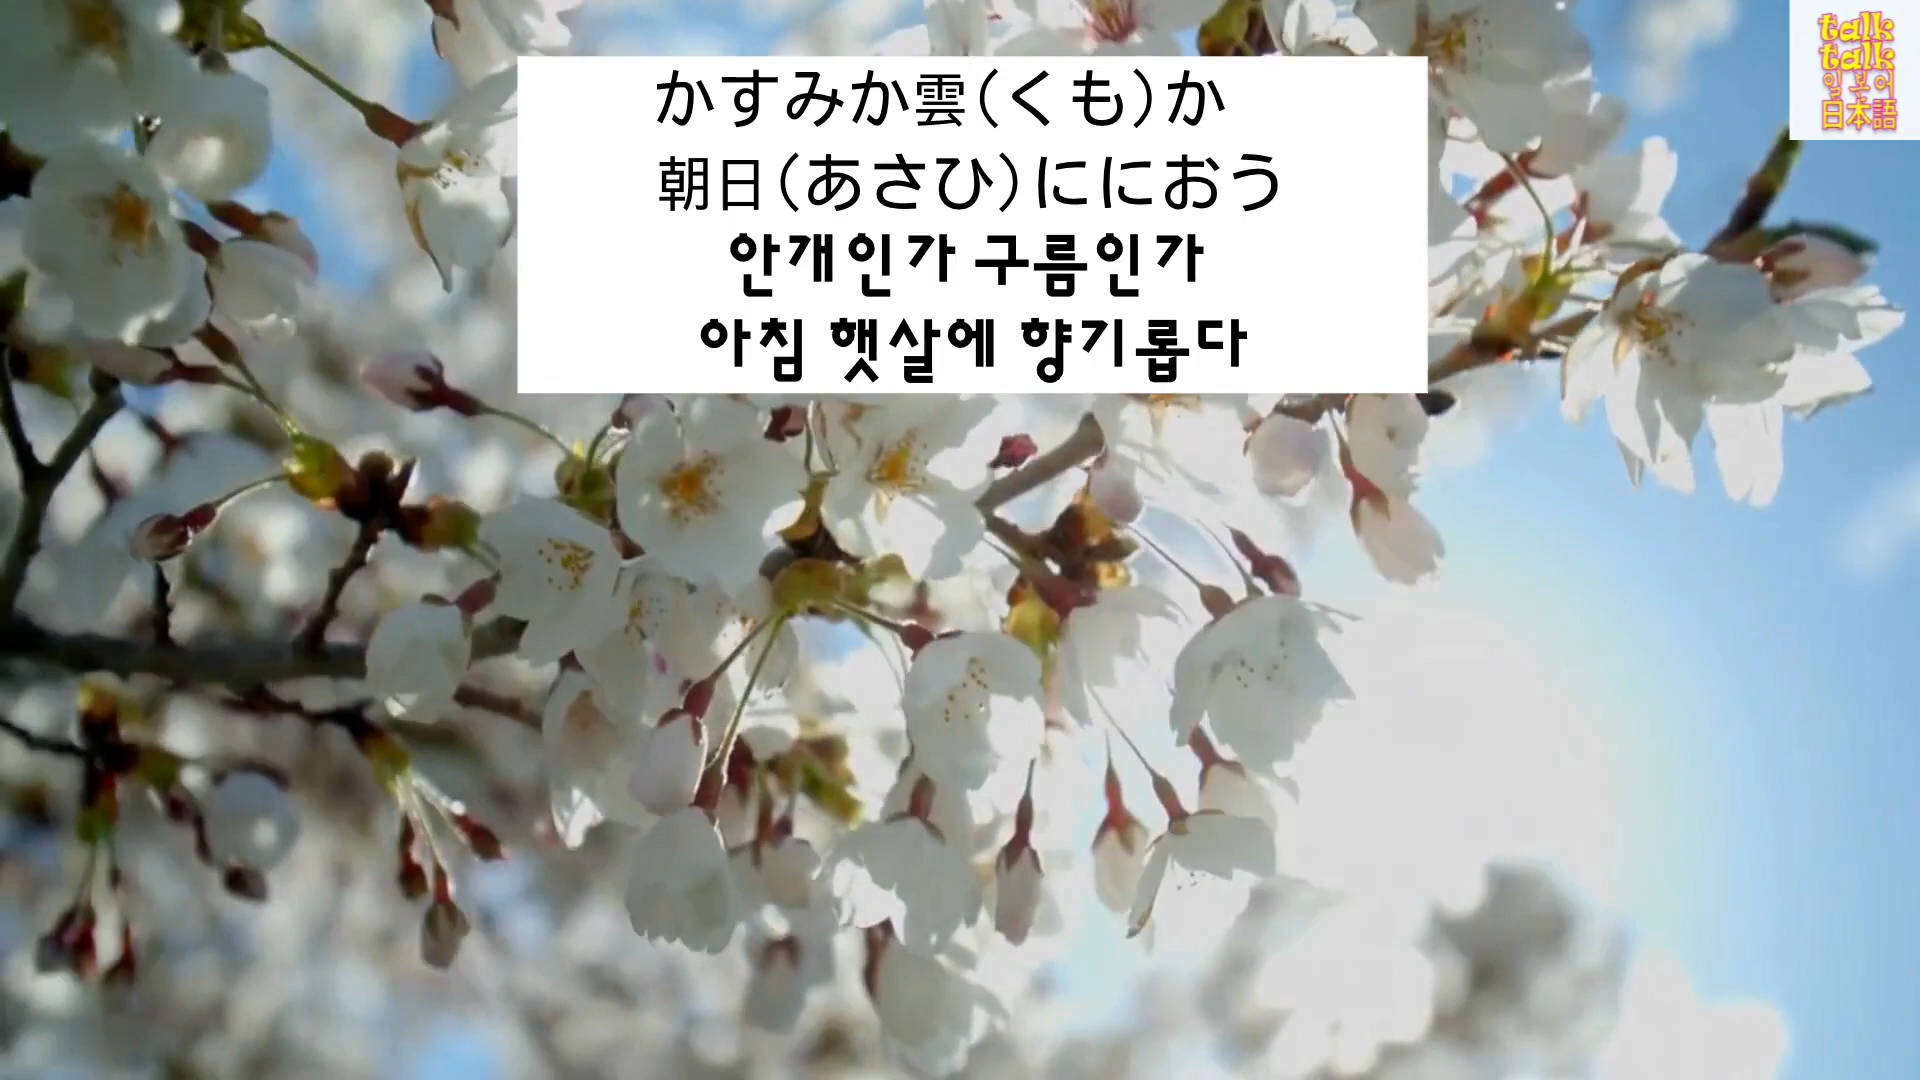 かすみか雲(くも)か
朝日(あさひ)ににおう
안개인가 구름인가
아침 햇살에 향기롭다
talk
talk
일본어
日本語